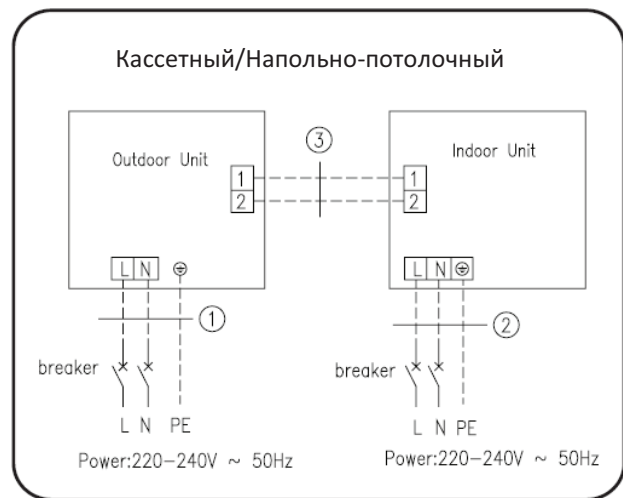 Кассетный/Напольно-потолочный
Outdoor Unit
1
2
L N
①
breaker
L N PE
Power:220-240V ~ 50Hz
③
Indoor Unit
1
2
L N
②
breaker
L N PE
Power:220-240V ~ 50Hz